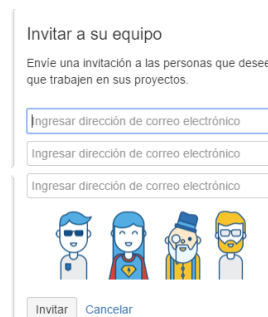 Invitar a su equipo
Envíe una invitación a las personas que desee
que trabajen en sus proyectos.
Ingresar dirección de correo electrónico
Ingresar dirección de correo electrónico
Ingresar dirección de correo electrónico
Invitar Cancelar